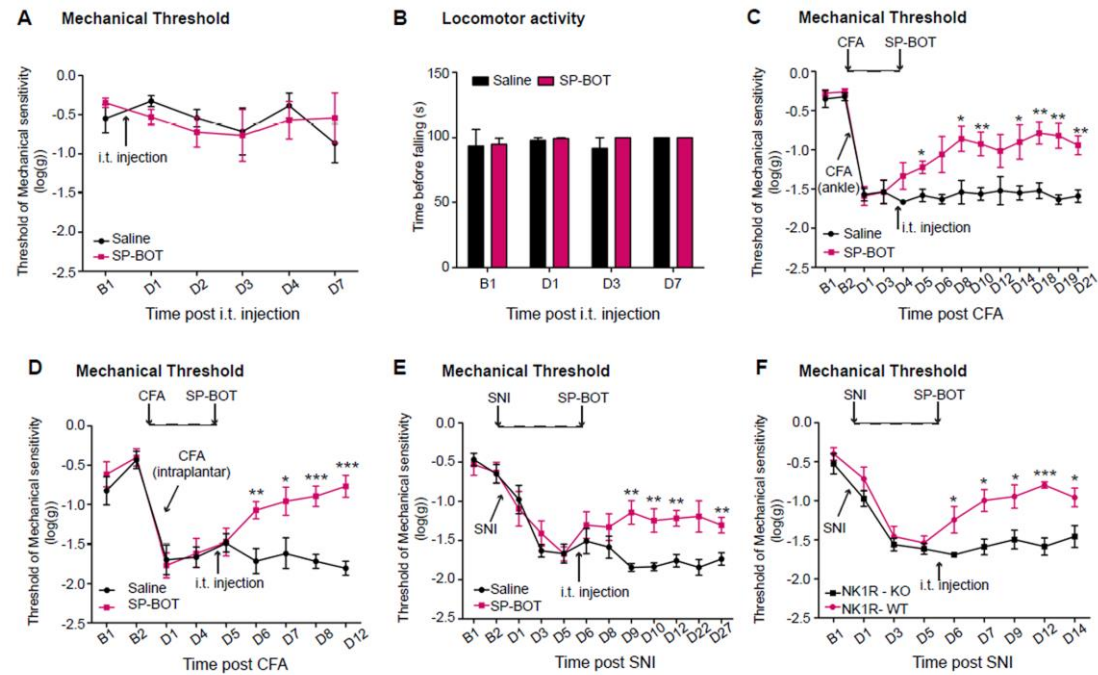 A Mechanical Threshold
Threshold of Mechanical sensitivity
(log(g))
0.0
-0.5
-1.0
-1.5
-2.0
-2.5
i.t. injection
Saline
SP-BOT
B1 D1 D2 D3 D4 D7
Time post i.t. injection
B Locomotor activity
Time before falling (s)
150
100
50
0
Saline SP-BOT
B1 D1 D3 D7
Time post i.t. injection
C Mechanical Threshold
CFA SP-BOT
Threshold of Mechanical sensitivity
(log(g))
0.0
-0.5
-1.0
-1.5
-2.0
-2.5
* * ** * ** * **
CFA
(ankle)
i.t. injection
Saline
SP-BOT
B1 B2 D1 D3 D4 D5 D6 D8 D10 D12 D14 D18 D19 D21
Time post CFA
D Mechanical Threshold
CFA SP-BOT
Threshold of Mechanical sensitivity
(log(g))
0.0
-0.5
-1.0
-1.5
-2.0
-2.5
CFA
(intraplantar)
** * *** ***
i.t. injection
Saline
SP-BOT
B1 B2 D1 D4 D5 D6 D7 D8 D12
Time post CFA
E Mechanical Threshold
SNI SP-BOT
Threshold of Mechanical sensitivity
(log(g))
0.0
-0.5
-1.0
-1.5
-2.0
-2.5
** ** ** **
SNI
i.t. injection
Saline
SP-BOT
B1 B2 D1 D3 D5 D6 D8 D9 D10 D12 D22 D27
Time post SNI
F Mechanical Threshold
SNI SP-BOT
Threshold of Mechanical sensitivity
(log(g))
0.0
-0.5
-1.0
-1.5
-2.0
-2.5
* * * *** *
SNI
i.t. injection
NK1R - KO
NK1R- WT
B1 D1 D3 D5 D6 D7 D9 D12 D14
Time post SNI